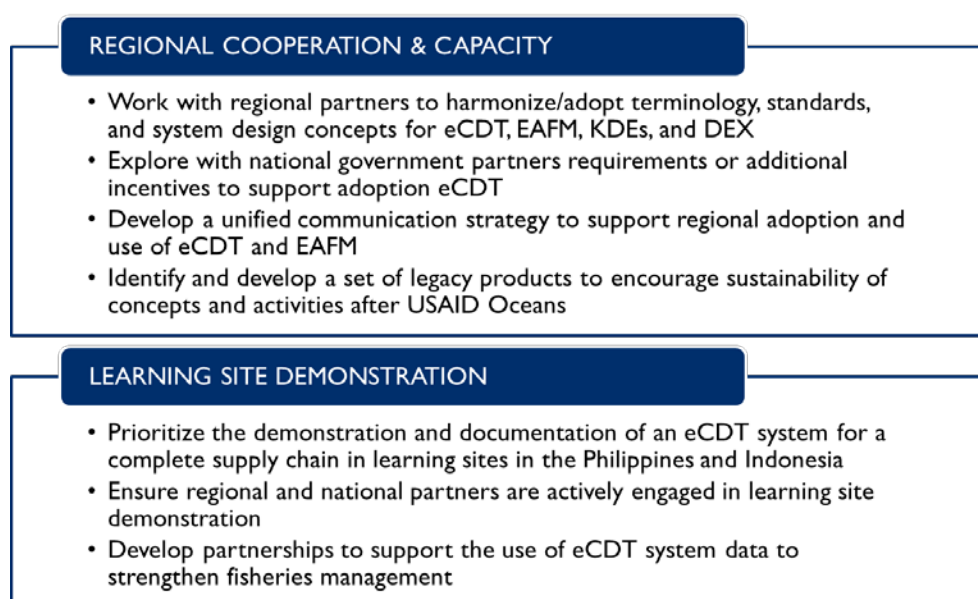 REGIONAL COOPERATION & CAPACITY
• Work with regional partners to harmonize/adopt terminology, standards,
and system design concepts for eCDT, EAFM, KDEs, and DEX
• Explore with national government partners requirements or additional
incentives to support adoption eCDT
• Develop a unified communication strategy to support regional adoption and
use of eCDT and EAFM
• Identify and develop a set of legacy products to encourage sustainability of
concepts and activities after USAID Oceans
LEARNING SITE DEMONSTRATION
• Prioritize the demonstration and documentation of an eCDT system for a
complete supply chain in learning sites in the Philippines and Indonesia
• Ensure regional and national partners are actively engaged in learning site
demonstration
• Develop partnerships to support the use of eCDT system data to
strengthen fisheries management